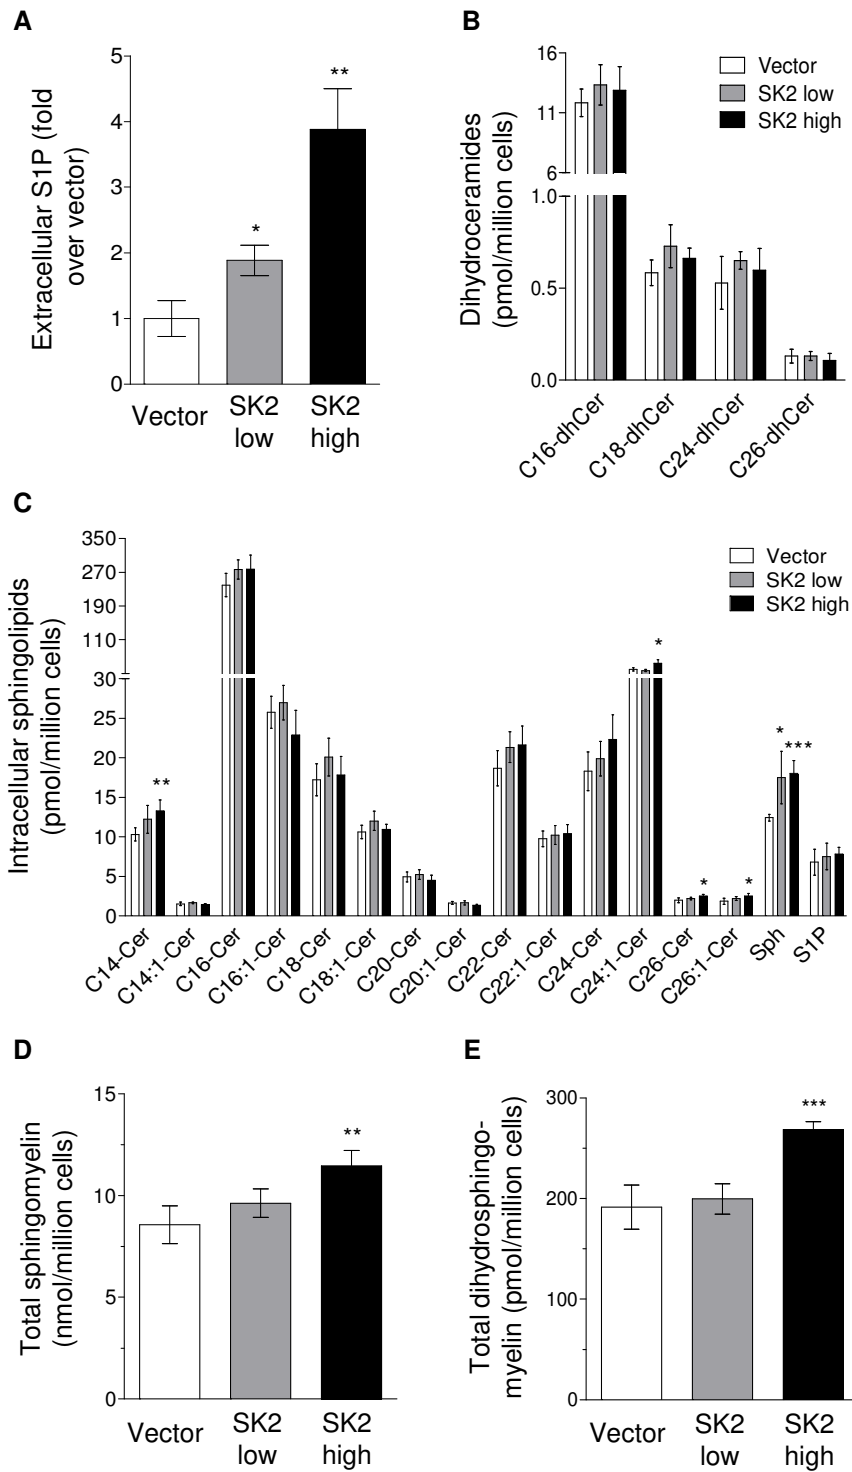 A
Extracellular S1P (fold
over vector)
5
4
3
2
1
0
*
**
Vector
SK2
low
SK2
high
B
Dihydroceramides
(pmol/million cells)
16
11
6
1.0
0.5
0.0
Vector
SK2 low
SK2 high
C16-dhCer
C18-dhCer
C24-dhCer
C26-dhCer
C
Intracellular sphingolipids
(pmol/million cells)
350
270
190
110
30
25
20
15
10
5
0
Vector
SK2 low
SK2 high
**
*
*
*
*
***
C14-Cer
C14:1-Cer
C16-Cer
C16:1-Cer
C18-Cer
C18:1-Cer
C20-Cer
C20:1-Cer
C22-Cer
C22:1-Cer
C24-Cer
C24:1-Cer
C26-Cer
C26:1-Cer
Sph
S1P
D
Total sphingomyelin
(nmol/million cells)
15
10
5
0
**
Vector
SK2
low
SK2
high
E
Total dihydrosphingo-
myelin (pmol/million cells)
300
200
100
0
***
Vector
SK2
low
SK2
high